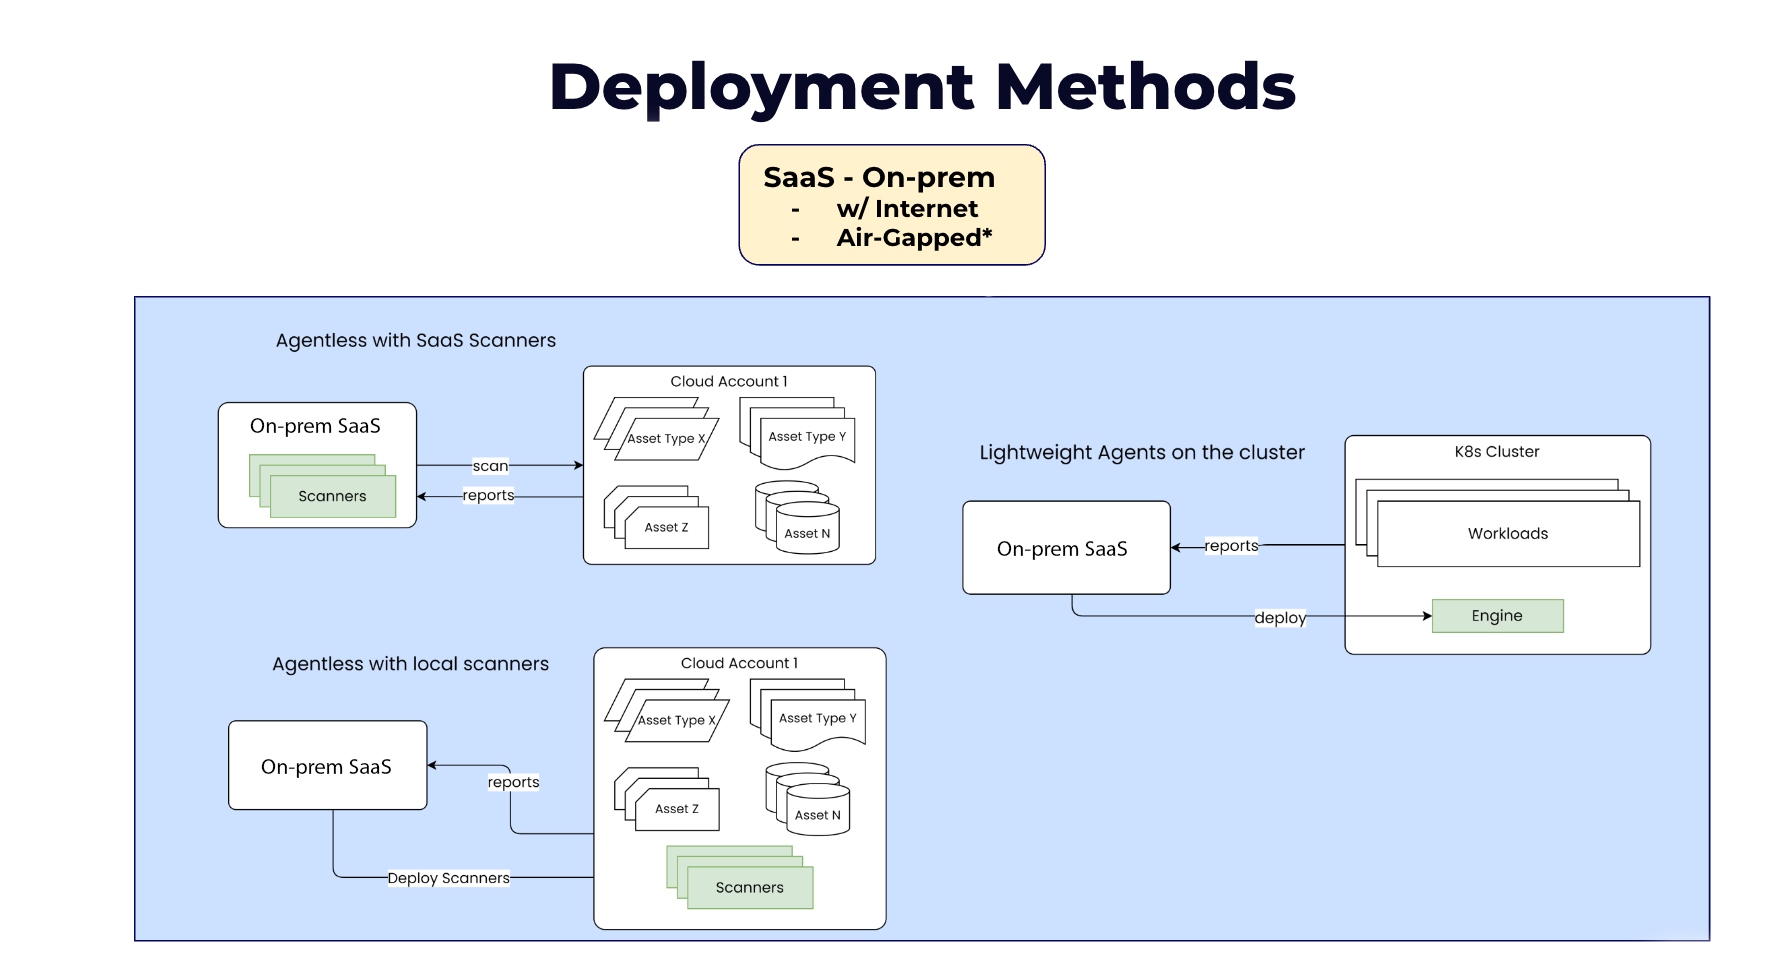 Deployment Methods
SaaS - On-prem
- w/ Internet
- Air-Gapped*
Agentless with SaaS Scanners
On-prem SaaS
Scanners
scan
reports
Cloud Account 1
Asset Type X
Asset Type Y
Asset Z
Asset N
Lightweight Agents on the cluster
On-prem SaaS
reports
deploy
K8s Cluster
Workloads
Engine
Agentless with local scanners
On-prem SaaS
reports
Deploy Scanners
Cloud Account 1
Asset Type X
Asset Type Y
Asset Z
Asset N
Scanners